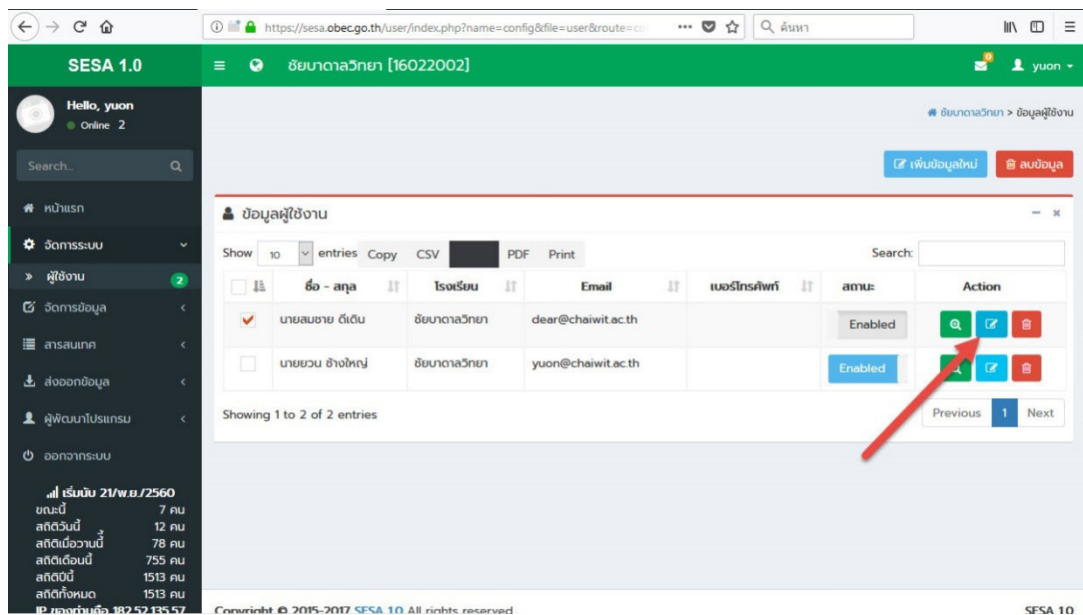 https://sesa.obec.go.th/user/index.php?name=config&file=user&route=co
ค้นหา
SESA 1.0
ชัยบาดาลวิทยา [16022002]
yuon
Hello, yuon
Online 2
ชัยบาดาลวิทยา > ข้อมูลผู้ใช้งาน
Search...
เพิ่มข้อมูลใหม่
ลบข้อมูล
หน้าแรก
จัดการระบบ
ผู้ใช้งาน
2
จัดการข้อมูล
สารสนเทศ
ส่งออกข้อมูล
ผู้พัฒนาโปรแกรม
ออกจากระบบ
เริ่มนับ 21/พ.ย./2560
ขณะนี้ 7 คน
สถิติวันนี้ 12 คน
สถิติเมื่อวานนี้ 78 คน
สถิติเดือนนี้ 755 คน
สถิติปีนี้ 1513 คน
สถิติทั้งหมด 1513 คน
IP ของท่านคือ 182.52.135.57
ข้อมูลผู้ใช้งาน
Show 10 entries Copy CSV PDF Print Search:
ชื่อ - สกุล โรงเรียน Email เบอร์โทรศัพท์ สถานะ Action
นายสมชาย ดีเดิน ชัยบาดาลวิทยา dear@chaiwit.ac.th Enabled
นายยวน ช้างใหญ่ ชัยบาดาลวิทยา yuon@chaiwit.ac.th Enabled
Showing 1 to 2 of 2 entries
Previous 1 Next
Copyright © 2015-2017 SESA 1.0 All rights reserved
SESA 1.0